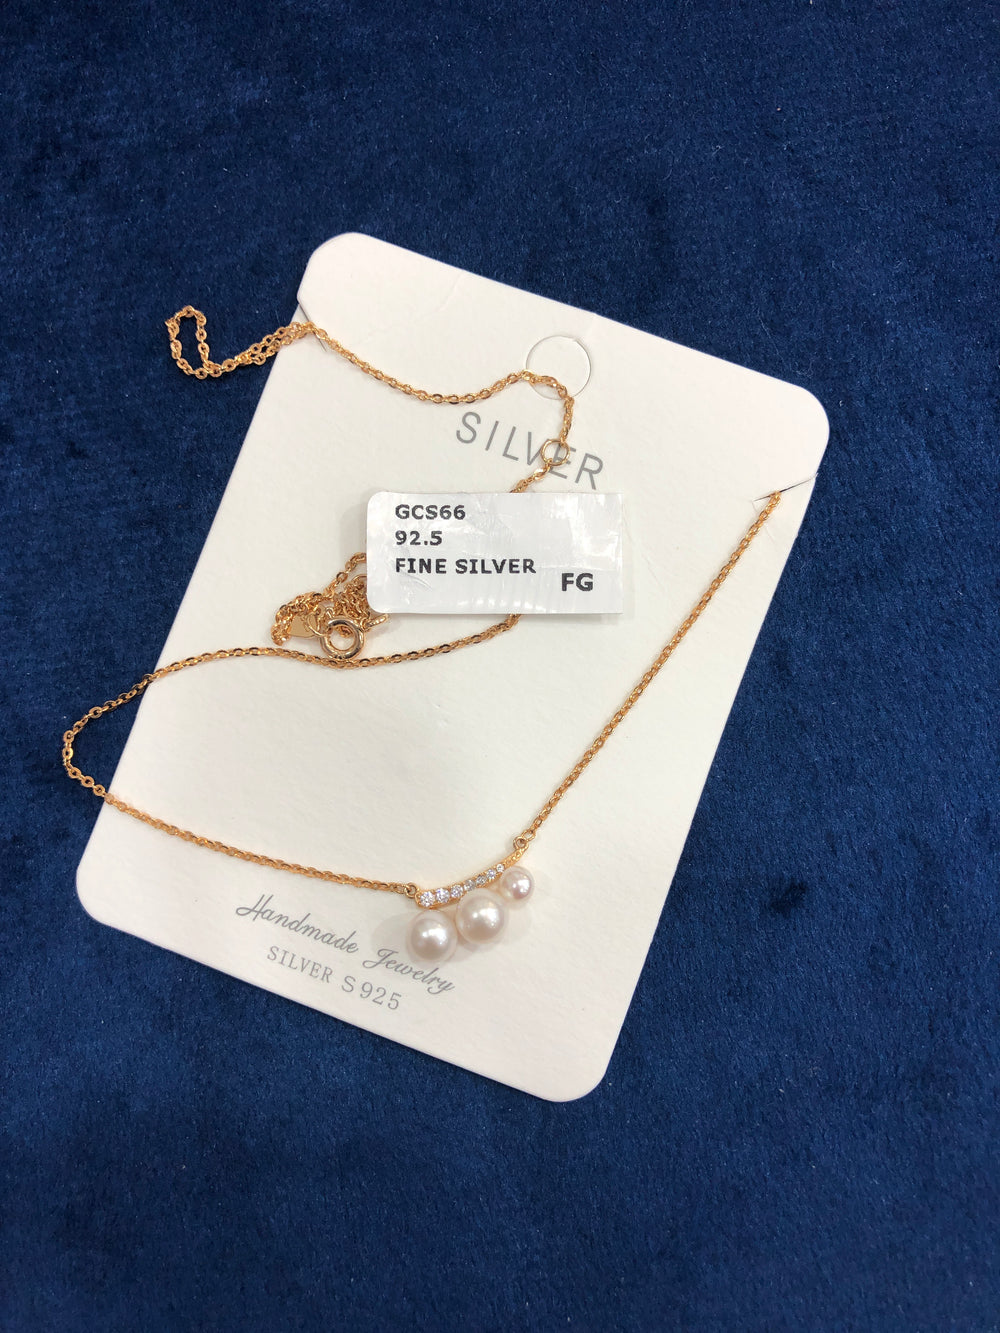 SILVER
GCS66
92.5
FINE SILVER
FG
Handmade Jewelry
SILVER S925